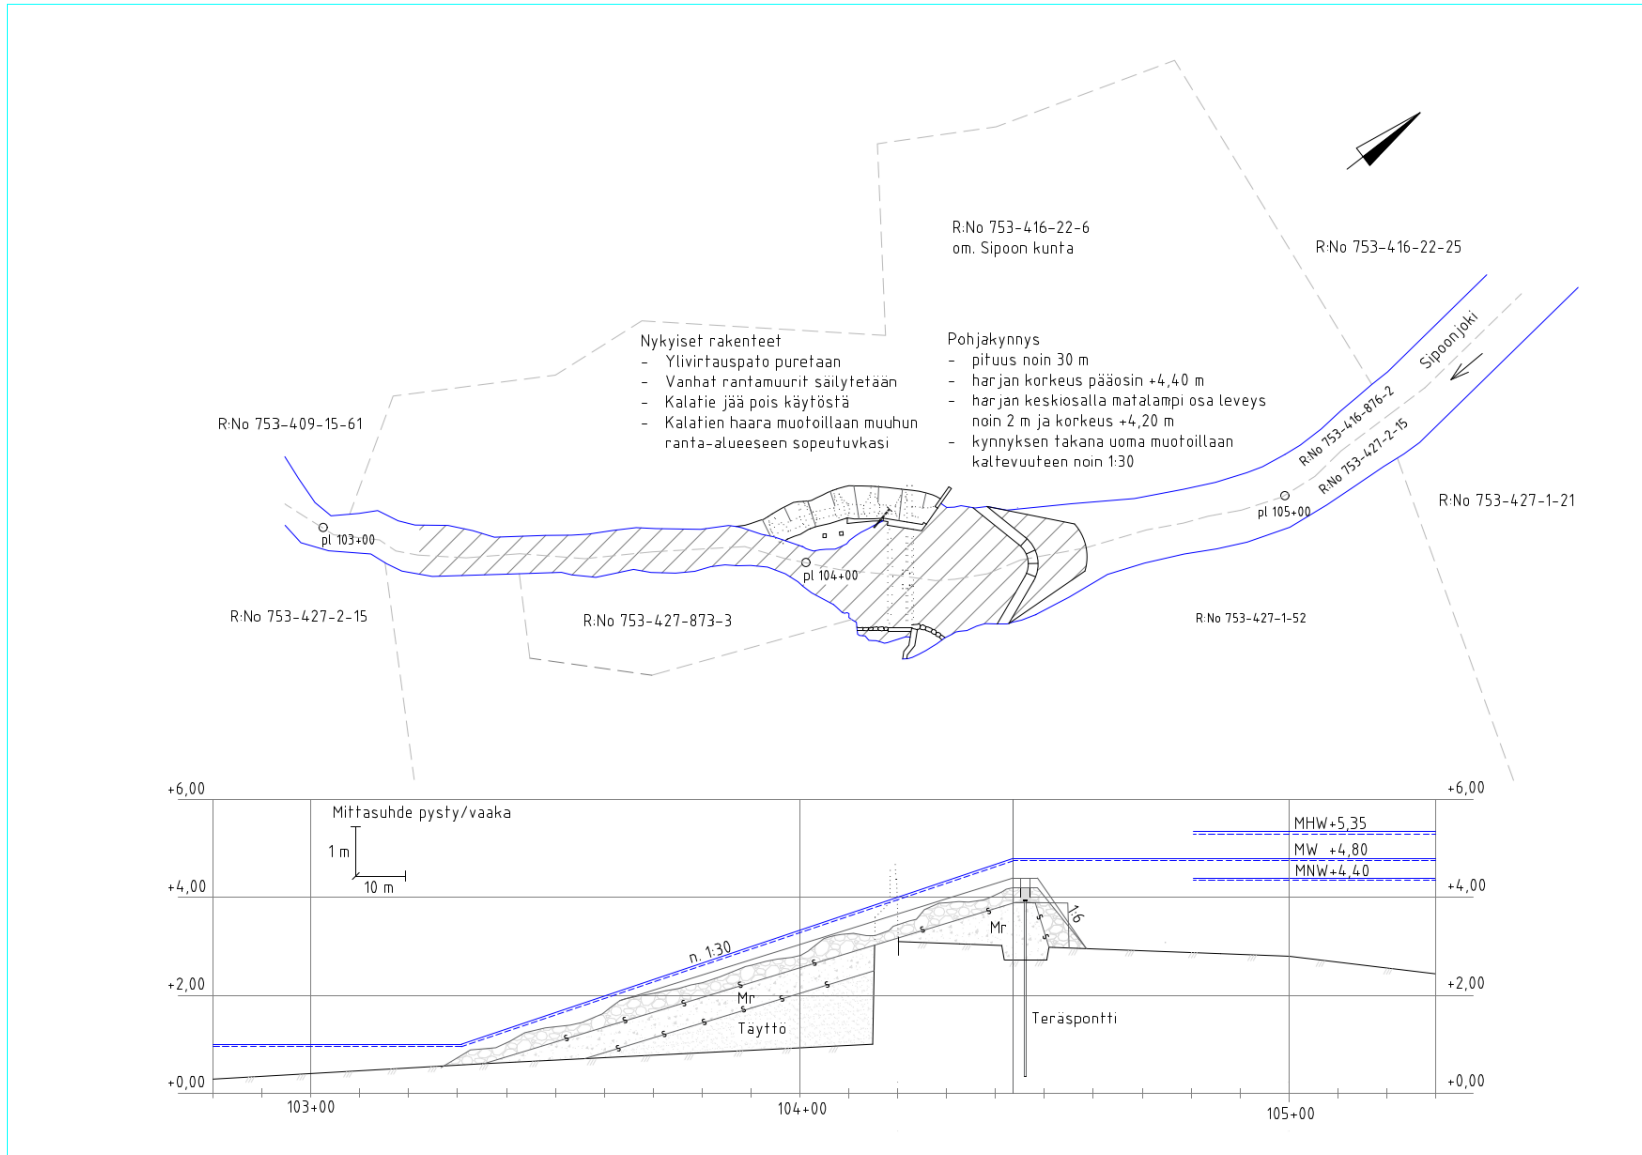 R:No 753-416-22-6
om. Sipoon kunta
R:No 753-416-22-25
Sipoonjoki
Nykyiset rakenteet
- Ylivirtauspato puretaan
- Vanhat rantamuurit säilytetään
- Kalatie jää pois käytöstä
- Kalatien haara muotoillaan muuhun
ranta-alueeseen sopeutuvkasi
Pohjakynnys
- pituus noin 30 m
- harjan korkeus pääosin +4,40 m
- harjan keskiosalla matalampi osa leveys
noin 2 m ja korkeus +4,20 m
- kynnyksen takana uoma muotoillaan
kaltevuuteen noin 1:30
R:No 753-416-876-2
R:No 753-427-2-15
R:No 753-409-15-61
R:No 753-427-1-21
pl 105+00
pl 103+00
pl 104+00
R:No 753-427-2-15
R:No 753-427-873-3
R:No 753-427-1-52
+6,00
+6,00
Mittasuhde pysty/vaaka
1 m
10 m
MHW+5,35
MW +4,80
MNW+4,40
+4,00
+4,00
1:6
n. 1:30
Mr
Mr
+2,00
+2,00
Täyttö
Teräspontti
+0,00
+0,00
103+00
104+00
105+00